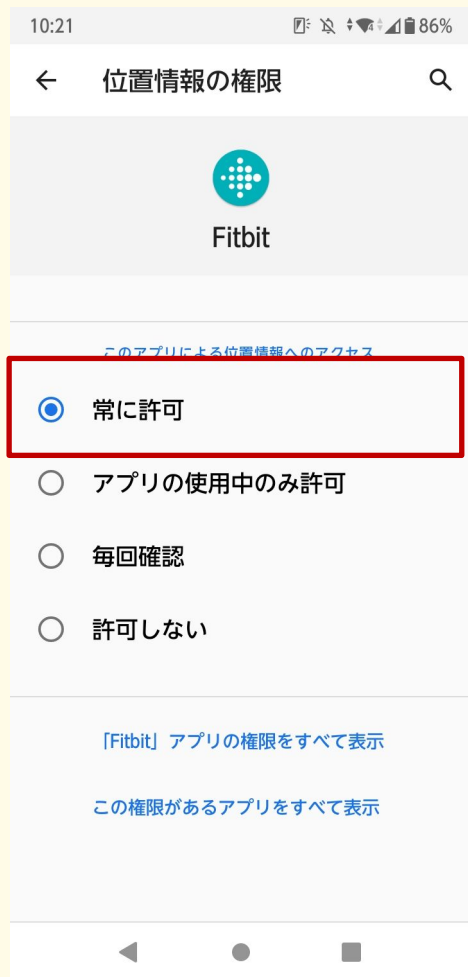 10:21
86%
位置情報の権限
Fitbit
このアプリによる位置情報へのアクセス
常に許可
アプリの使用中のみ許可
毎回確認
許可しない
「Fitbit」アプリの権限をすべて表示
この権限があるアプリをすべて表示